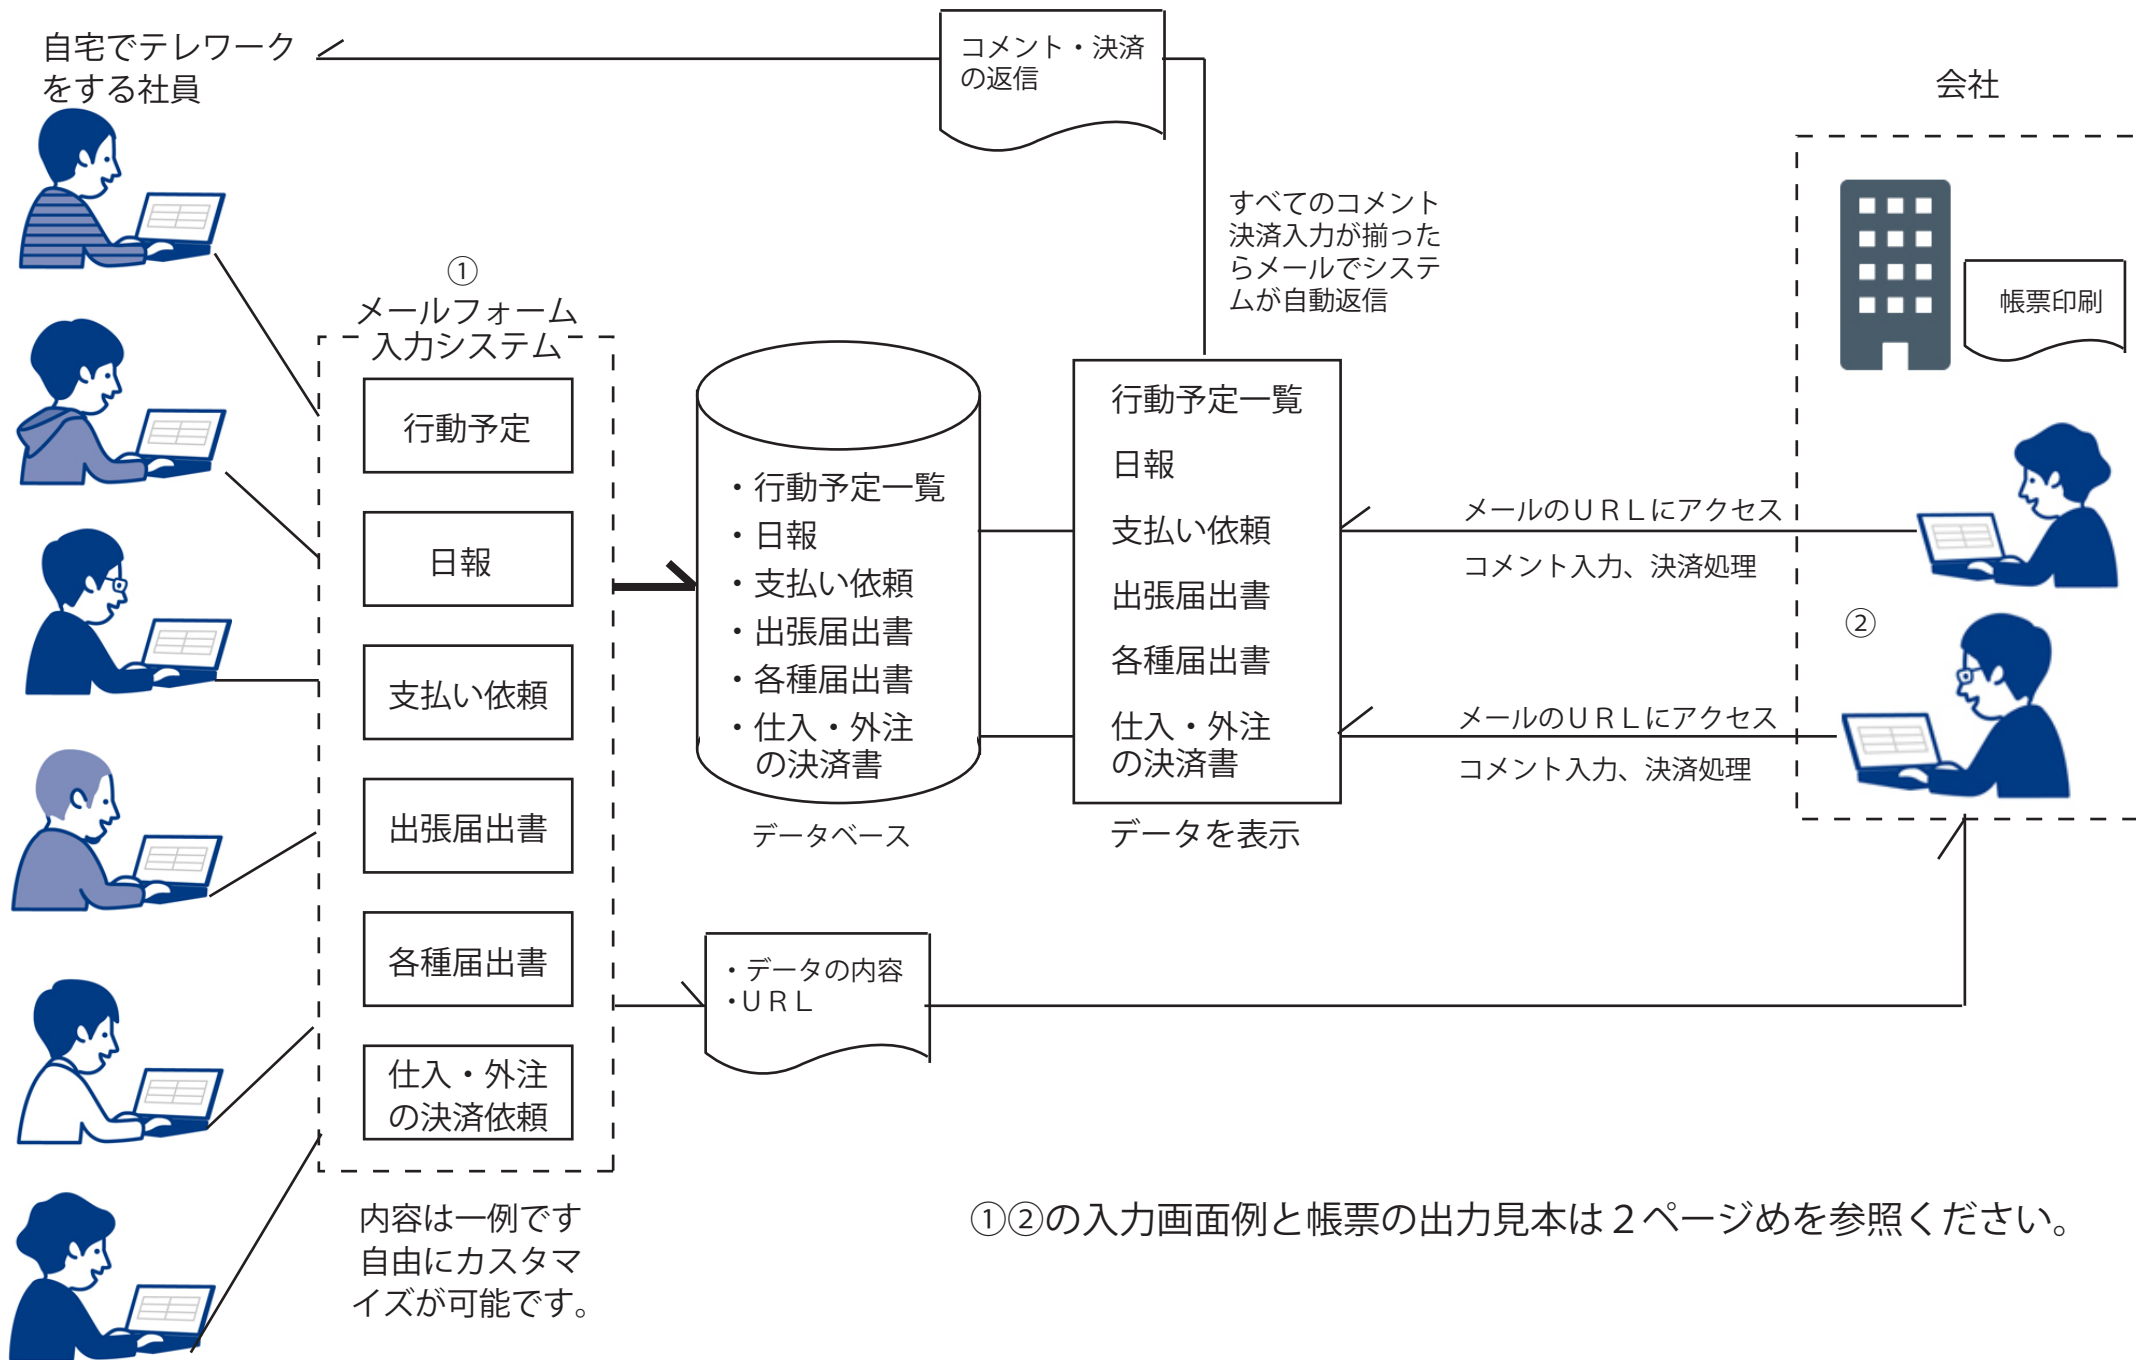 自宅でテレワーク
をする社員
コメント・決済
の返信
会社
すべてのコメント
決済入力が揃った
らメールでシステ
ムが自動返信
帳票印刷
①
メールフォーム
入力システム
行動予定
日報
支払い依頼
出張届出書
各種届出書
仕入・外注
の決済依頼
内容は一例です
自由にカスタマ
イズが可能です。
・行動予定一覧
・日報
・支払い依頼
・出張届出書
・各種届出書
・仕入・外注
の決済書
データベース
行動予定一覧
日報
支払い依頼
出張届出書
各種届出書
仕入・外注
の決済書
データを表示
メールのURLにアクセス
コメント入力、決済処理
②
メールのURLにアクセス
コメント入力、決済処理
・データの内容
・URL
①②の入力画面例と帳票の出力見本は2ページめを参照ください。